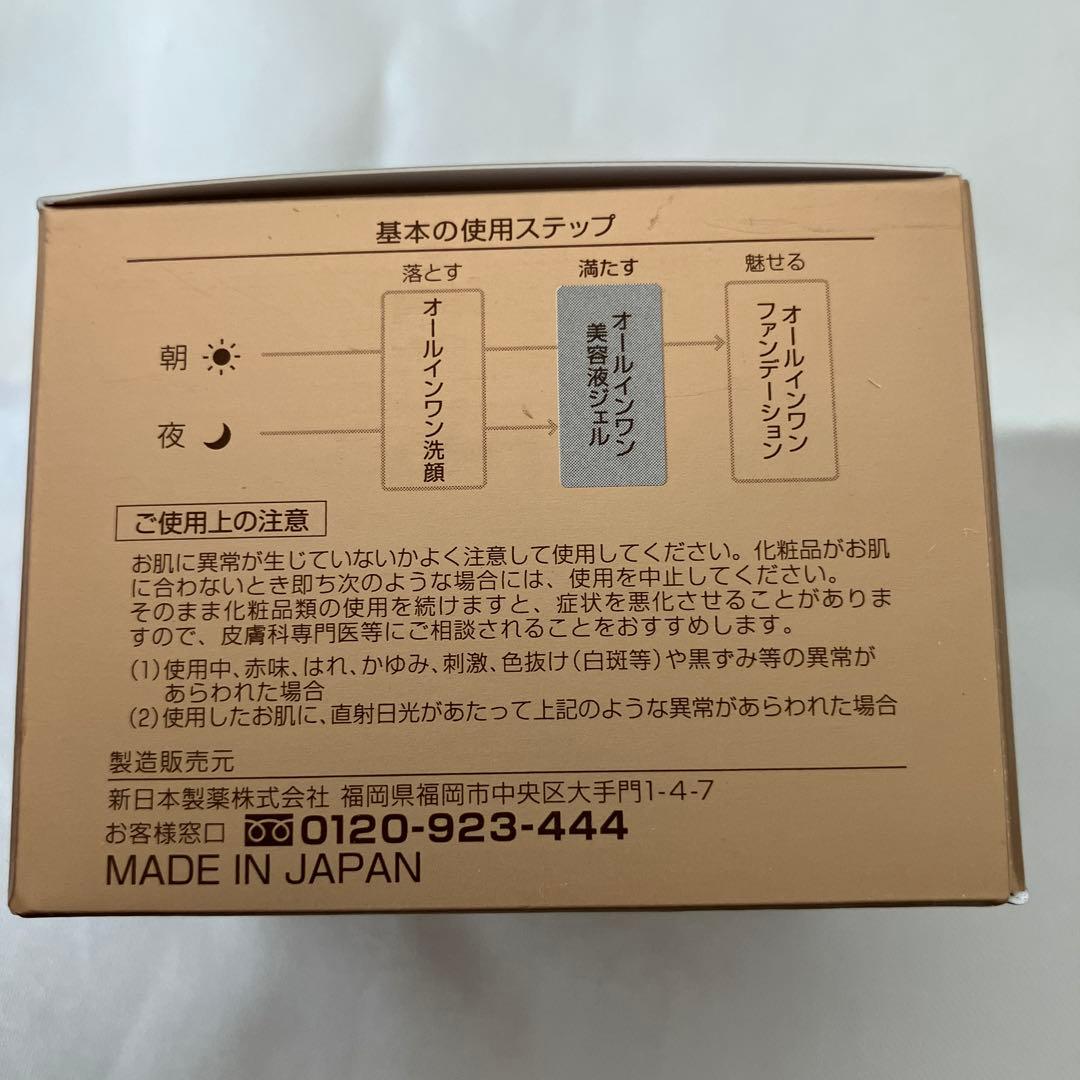 基本の使用ステップ
落とす
満たす
魅せる
朝
夜
オールインワン洗顔
オールインワン
美容液ジェル
オールインワン
ファンデーション
ご使用上の注意
お肌に異常が生じていないかよく注意して使用してください。化粧品がお肌
に合わないとき即ち次のような場合には、使用を中止してください。
そのまま化粧品類の使用を続けますと、症状を悪化させることがありま
すので、皮膚科専門医等にご相談されることをおすすめします。
(1)使用中、赤味、はれ、かゆみ、刺激、色抜け(白斑等)や黒ずみ等の異常が
あらわれた場合
(2)使用したお肌に、直射日光があたって上記のような異常があらわれた場合
製造販売元
新日本製薬株式会社 福岡県福岡市中央区大手門1-4-7
お客様窓口 0120-923-444
MADE IN JAPAN